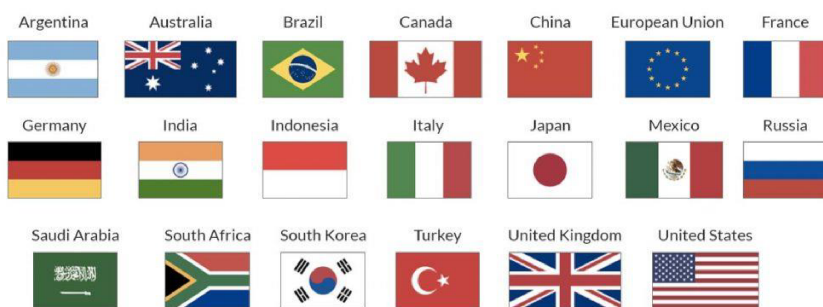 Argentina Australia Brazil Canada China European Union France
Germany India Indonesia Italy Japan Mexico Russia
Saudi Arabia South Africa South Korea Turkey United Kingdom United States